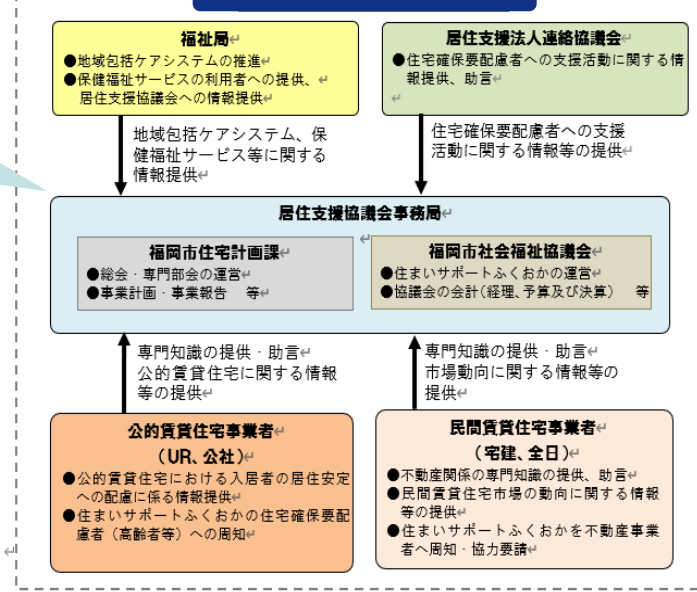 福祉局
●地域包括ケアシステムの推進
●保健福祉サービスの利用者への提供、
居住支援協議会への情報提供
居住支援法人連絡協議会
●住宅確保要配慮者への支援活動に関する情
報提供、助言
地域包括ケアシステム、保
健福祉サービス等に関する
情報提供
住宅確保要配慮者への支援
活動に関する情報等の提供
居住支援協議会事務局
福岡市住宅計画課
●総会・専門部会の運営
●事業計画・事業報告 等
福岡市社会福祉協議会
●住まいサポートふくおかの運営
●協議会の会計(経理、予算及び決算) 等
専門知識の提供・助言
公的賃貸住宅に関する情報
等の提供
専門知識の提供・助言
市場動向に関する情報等の
提供
公的賃貸住宅事業者
(UR、公社)
●公的賃貸住宅における入居者の居住安定
への配慮に係る情報提供
●住まいサポートふくおかの住宅確保要配
慮者(高齢者等)への周知
民間賃貸住宅事業者
(宅建、全日)
●不動産関係の専門知識の提供、助言
●民間賃貸住宅市場の動向に関する情報
等の提供
●住まいサポートふくおかを不動産事業
者へ周知・協力要請